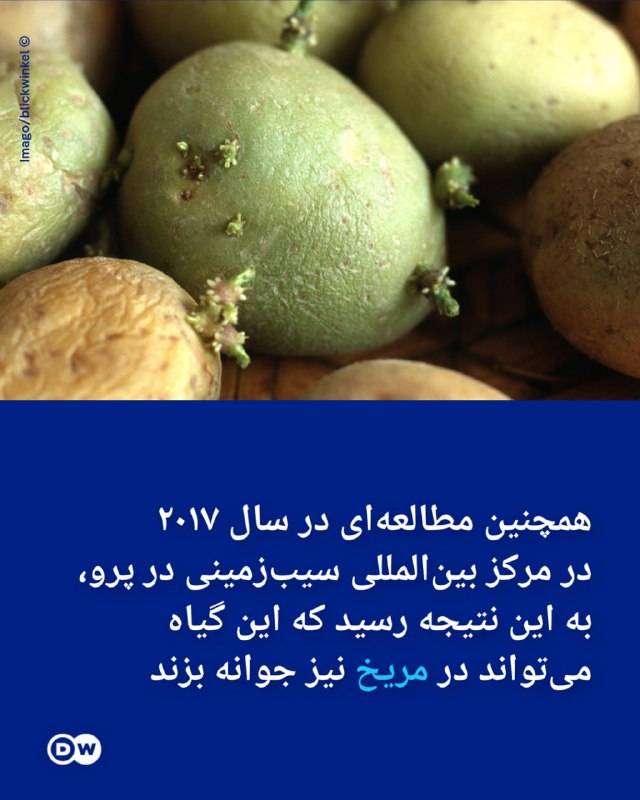 Imago/blickwinkel ©
همچنین مطالعه‌ای در سال ۲۰۱۷
در مرکز بین‌المللی سیب‌زمینی در پرو،
به این نتیجه رسید که این گیاه
می‌تواند در مریخ نیز جوانه بزند
DW